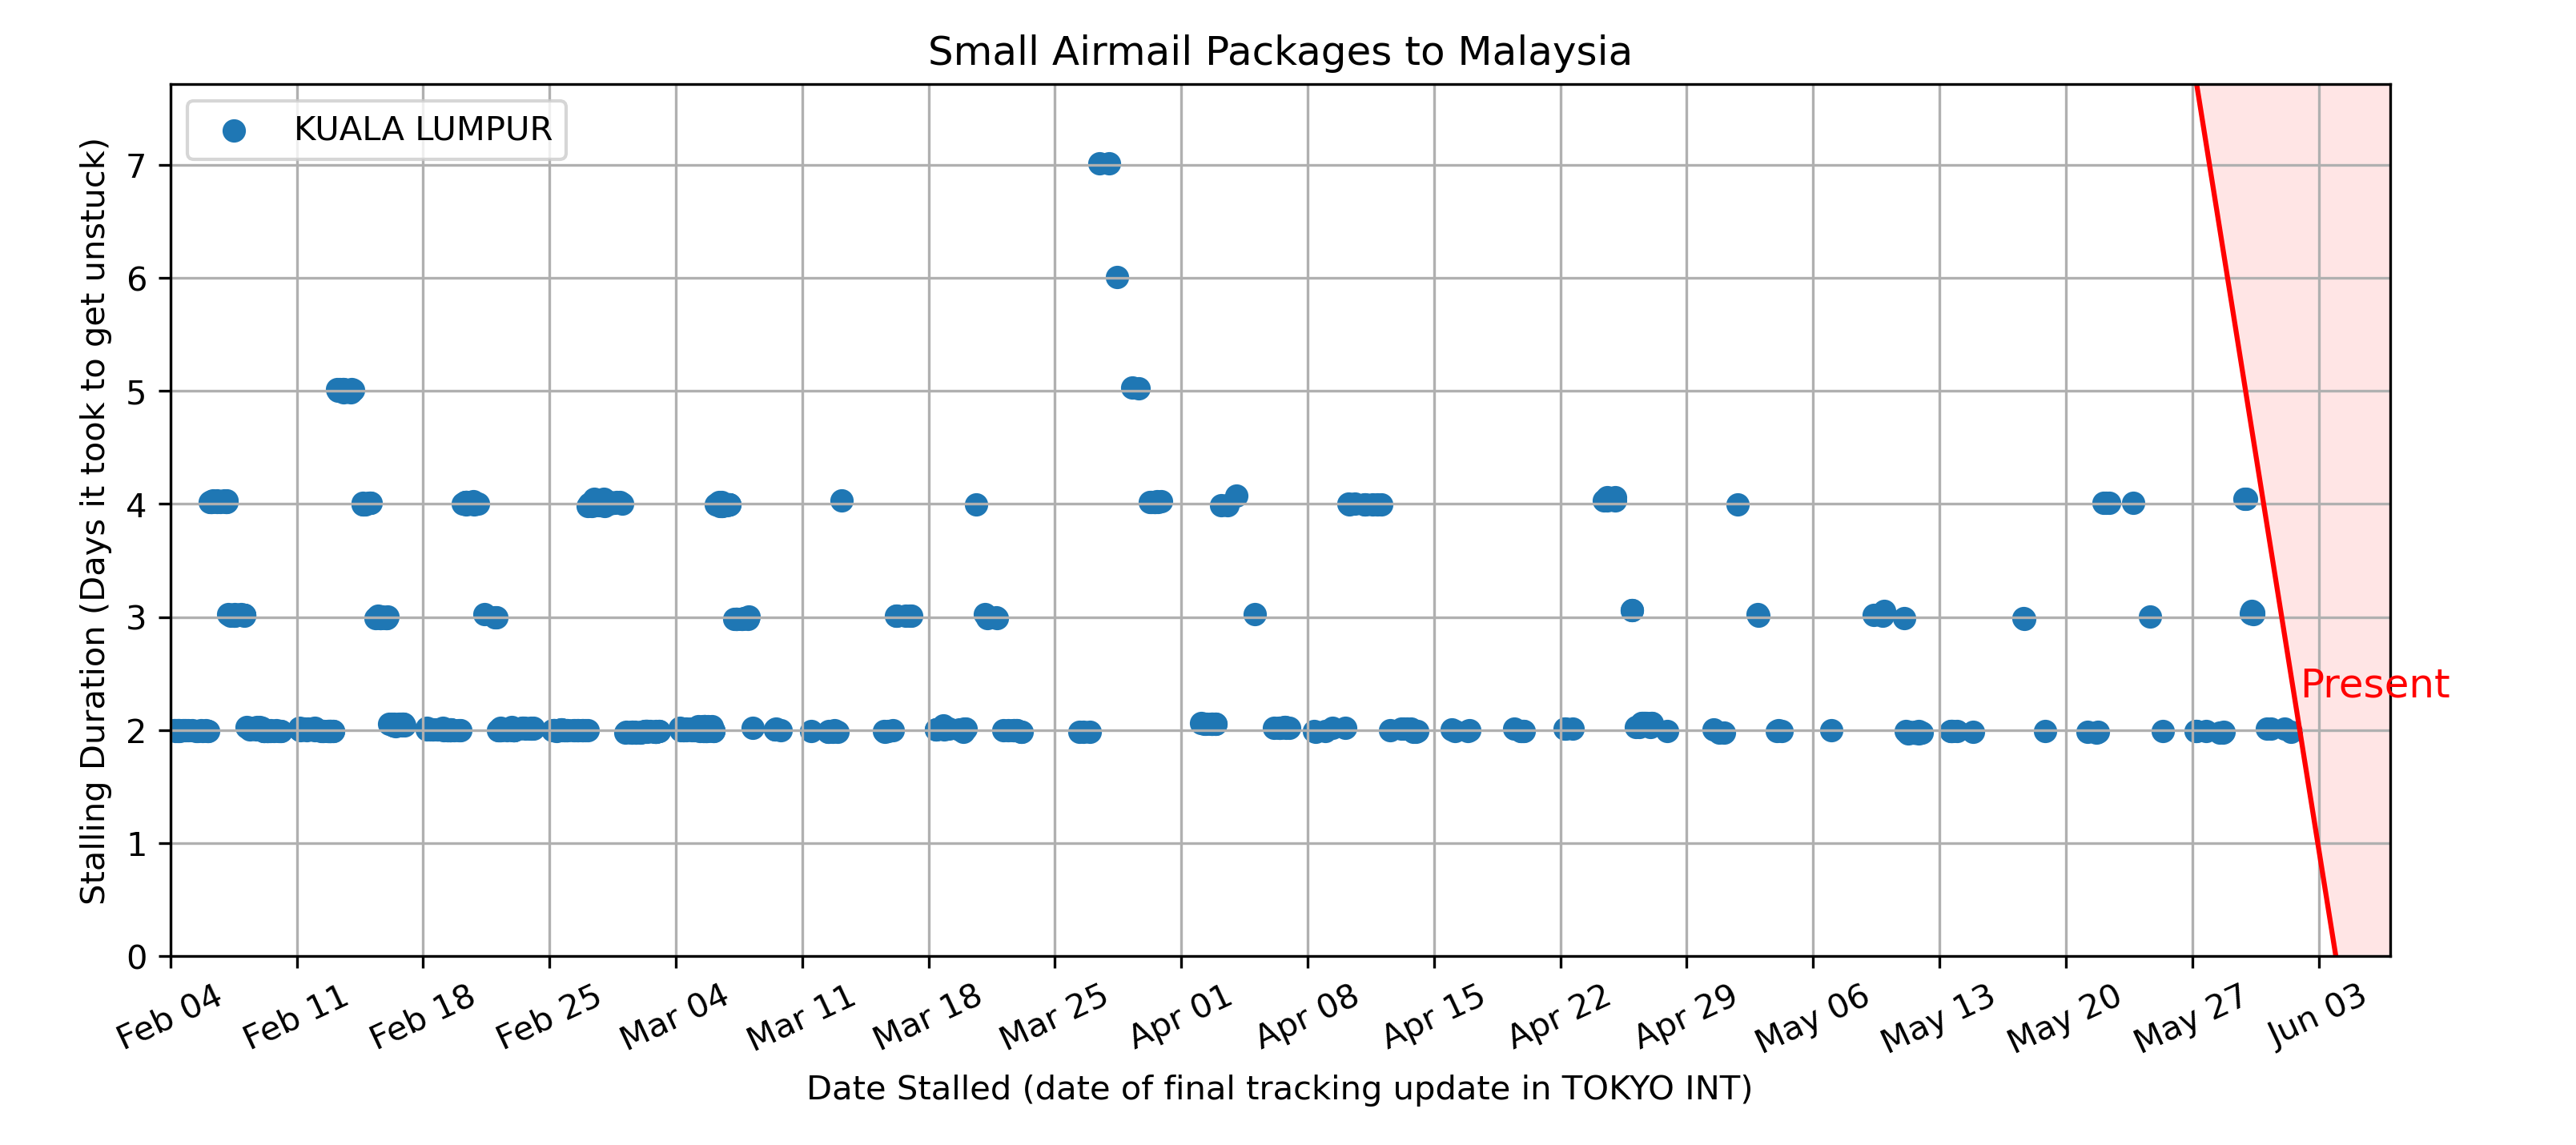 Small Airmail Packages to Malaysia
KUALA LUMPUR
Stalling Duration (Days it took to get unstuck)
7
6
5
4
3
2
1
0
Present
Feb 04
Feb 11
Feb 18
Feb 25
Mar 04
Mar 11
Mar 18
Mar 25
Apr 01
Apr 08
Apr 15
Apr 22
Apr 29
May 06
May 13
May 20
May 27
Jun 03
Date Stalled (date of final tracking update in TOKYO INT)